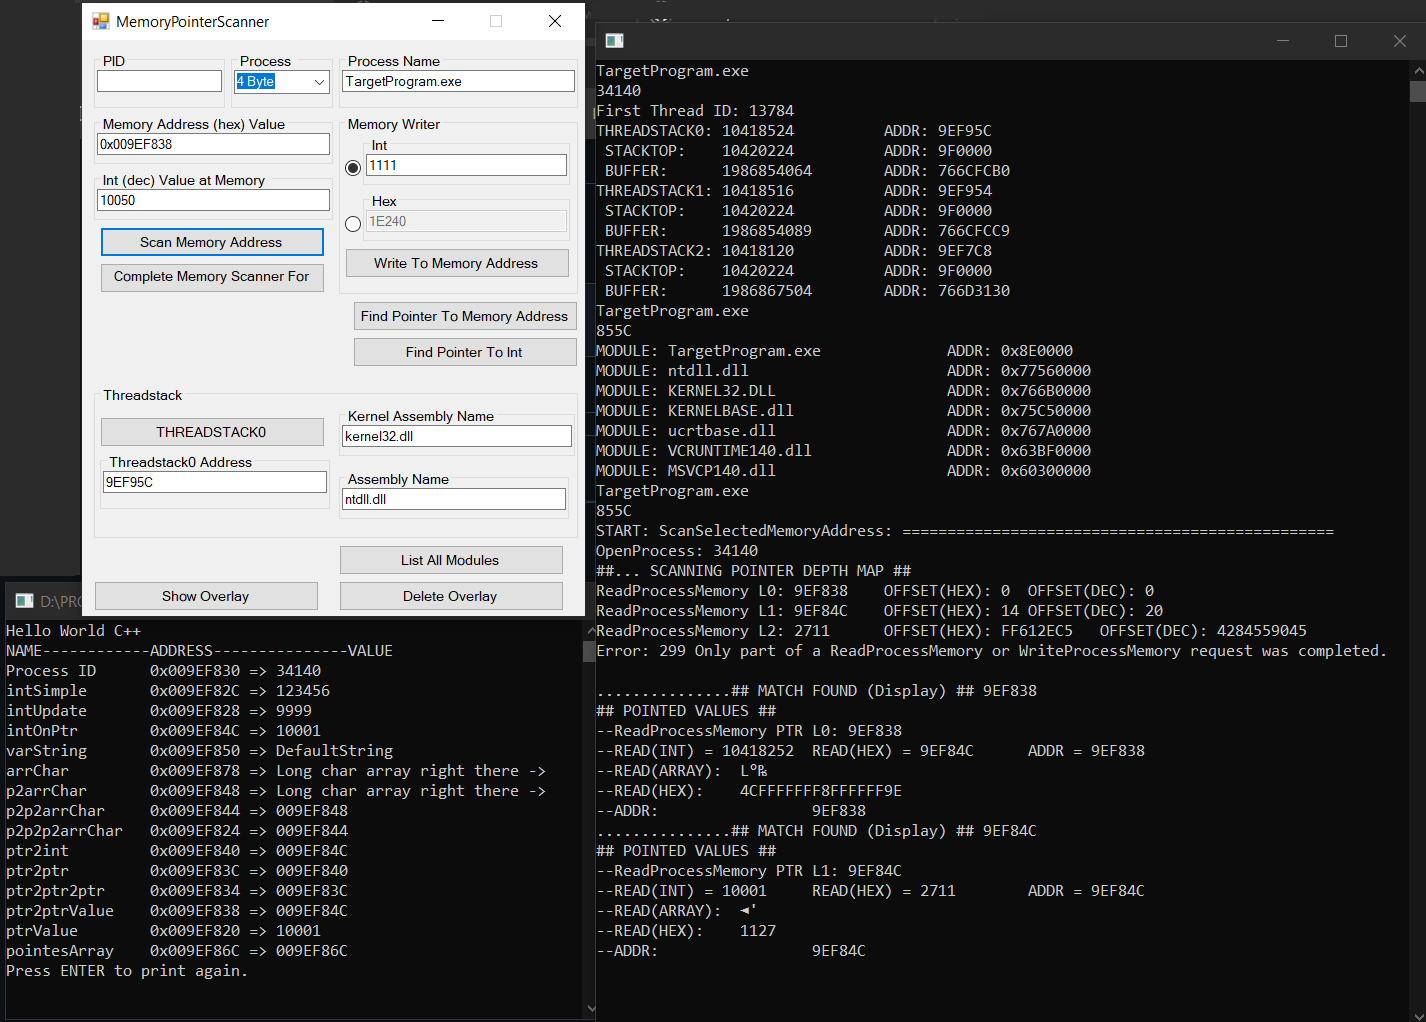 MemoryPointerScanner
PID
Process
4 Byte
Process Name
TargetProgram.exe
Memory Address (hex) Value
0x009EF838
Int (dec) Value at Memory
10050
Scan Memory Address
Complete Memory Scanner For
Memory Writer
Int
1111
Hex
1E240
Write To Memory Address
Find Pointer To Memory Address
Find Pointer To Int
Threadstack
THREADSTACK0
Threadstack0 Address
9EF95C
Kernel Assembly Name
kernel32.dll
Assembly Name
ntdll.dll
List All Modules
Show Overlay
Delete Overlay
D:\PRO
Hello World C++
NAME------------ADDRESS---------------VALUE
Process ID 0x009EF830 => 34140
intSimple 0x009EF82C => 123456
intUpdate 0x009EF828 => 9999
intOnPtr 0x009EF84C => 10001
varString 0x009EF850 => DefaultString
arrChar 0x009EF878 => Long char array right there ->
p2arrChar 0x009EF848 => Long char array right there ->
p2p2arrChar 0x009EF844 => 009EF848
p2p2p2arrChar 0x009EF824 => 009EF844
ptr2int 0x009EF840 => 009EF84C
ptr2ptr 0x009EF83C => 009EF840
ptr2ptr2ptr 0x009EF834 => 009EF83C
ptr2ptrValue 0x009EF838 => 009EF84C
ptrValue 0x009EF820 => 10001
pointesArray 0x009EF86C => 009EF86C
Press ENTER to print again.
TargetProgram.exe
34140
First Thread ID: 13784
THREADSTACK0: 10418524 ADDR: 9EF95C
STACKTOP: 10420224 ADDR: 9F0000
BUFFER: 1986854064 ADDR: 766CFCB0
THREADSTACK1: 10418516 ADDR: 9EF954
STACKTOP: 10420224 ADDR: 9F0000
BUFFER: 1986854089 ADDR: 766CFCC9
THREADSTACK2: 10418120 ADDR: 9EF7C8
STACKTOP: 10420224 ADDR: 9F0000
BUFFER: 1986867504 ADDR: 766D3130
TargetProgram.exe
855C
MODULE: TargetProgram.exe ADDR: 0x8E0000
MODULE: ntdll.dll ADDR: 0x77560000
MODULE: KERNEL32.DLL ADDR: 0x766B0000
MODULE: KERNELBASE.dll ADDR: 0x75C50000
MODULE: ucrtbase.dll ADDR: 0x767A0000
MODULE: VCRUNTIME140.dll ADDR: 0x63BF0000
MODULE: MSVCP140.dll ADDR: 0x60300000
TargetProgram.exe
855C
START: ScanSelectedMemoryAddress: ================================================
OpenProcess: 34140
##... SCANNING POINTER DEPTH MAP ##
ReadProcessMemory L0: 9EF838 OFFSET(HEX): 0 OFFSET(DEC): 0
ReadProcessMemory L1: 9EF84C OFFSET(HEX): 14 OFFSET(DEC): 20
ReadProcessMemory L2: 2711 OFFSET(HEX): FF612EC5 OFFSET(DEC): 4284559045
Error: 299 Only part of a ReadProcessMemory or WriteProcessMemory request was completed.
...............## MATCH FOUND (Display) ## 9EF838
## POINTED VALUES ##
--ReadProcessMemory PTR L0: 9EF838
--READ(INT) = 10418252 READ(HEX) = 9EF84C ADDR = 9EF838
--READ(ARRAY): L°‰
--READ(HEX): 4CFFFFFFF8FFFFFF9E
--ADDR: 9EF838
...............## MATCH FOUND (Display) ## 9EF84C
## POINTED VALUES ##
--ReadProcessMemory PTR L1: 9EF84C
--READ(INT) = 10001 READ(HEX) = 2711 ADDR = 9EF84C
--READ(ARRAY): ◄'
--READ(HEX): 1127
--ADDR: 9EF84C